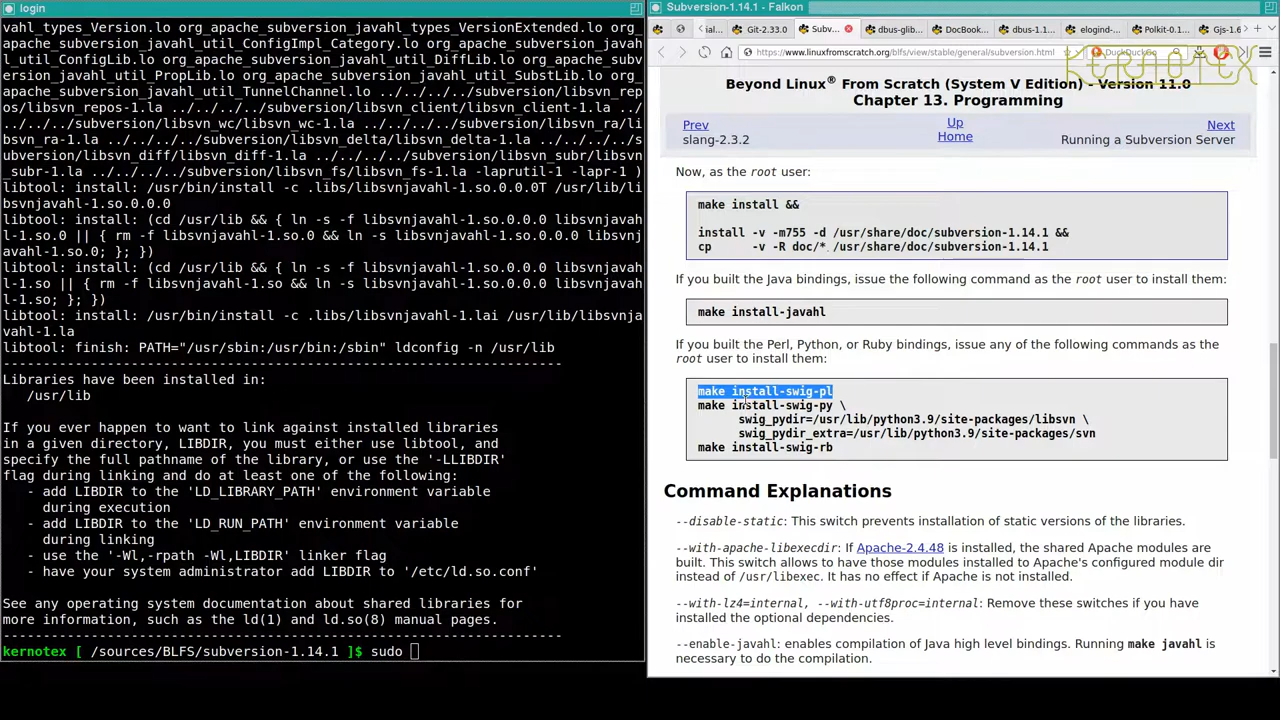 login
vahl_types_Version.lo org_apache_subversion_javahl_types_VersionExtended.lo org_
apache_subversion_javahl_util_ConfigImpl_Category.lo org_apache_subversion_javah
l_util_ConfigLib.lo org_apache_subversion_javahl_util_DiffLib.lo org_apache_subv
ersion_javahl_util_PropLib.lo org_apache_subversion_javahl_util_SubstLib.lo org_
apache_subversion_javahl_util_TunnelChannel.lo ../../../subversion/libsvn_rep
os/libsvn_repos-1.la ../../../subversion/libsvn_client/libsvn_client-1.la ../
../../subversion/libsvn_wc/libsvn_wc-1.la ../../../subversion/libsvn_ra/li
bsvn_ra-1.la ../../../subversion/libsvn_delta/libsvn_delta-1.la ../../../s
ubversion/libsvn_diff/libsvn_diff-1.la ../../../subversion/libsvn_subr/libsvn
_subr-1.la ../../../subversion/libsvn_fs/libsvn_fs-1.la -laprutil-1 -lapr-1 )
libtool: install: /usr/bin/install -c .libs/libsvnjavahl-1.so.0.0.0T /usr/lib/li
bsvnjavahl-1.so.0.0.0
libtool: install: (cd /usr/lib && { ln -s -f libsvnjavahl-1.so.0.0.0 libsvnjavah
l-1.so.0 || { rm -f libsvnjavahl-1.so.0 && ln -s libsvnjavahl-1.so.0.0.0 libsvnj
avahl-1.so.0; }; })
libtool: install: (cd /usr/lib && { ln -s -f libsvnjavahl-1.so.0.0.0 libsvnjavah
l-1.so || { rm -f libsvnjavahl-1.so && ln -s libsvnjavahl-1.so.0.0.0 libsvnjavah
l-1.so; }; })
libtool: install: /usr/bin/install -c .libs/libsvnjavahl-1.lai /usr/lib/libsvnja
vahl-1.la
libtool: finish: PATH="/usr/sbin:/usr/bin:/sbin" ldconfig -n /usr/lib
----------------------------------------------------------------------
Libraries have been installed in:
/usr/lib
If you ever happen to want to link against installed libraries
in a given directory, LIBDIR, you must either use libtool, and
specify the full pathname of the library, or use the '-LLIBDIR'
flag during linking and do at least one of the following:
- add LIBDIR to the 'LD_LIBRARY_PATH' environment variable
during execution
- add LIBDIR to the 'LD_RUN_PATH' environment variable
during linking
- use the '-Wl,-rpath -Wl,LIBDIR' linker flag
- have your system administrator add LIBDIR to '/etc/ld.so.conf'
See any operating system documentation about shared libraries for
more information, such as the ld(1) and ld.so(8) manual pages.
----------------------------------------------------------------------
kernotex [ /sources/BLFS/subversion-1.14.1 ]$ sudo
Subversion-1.14.1 - Falkon
ial... Git-2.33.0 Subv... dbus-glib... DocBook... dbus-1.1... elogind-... Polkit-0.1... Gjs-1.6
https://www.linuxfromscratch.org/blfs/view/stable/general/subversion.html DuckDuckGo
KERNOTEX
Beyond Linux® From Scratch (System V Edition) - Version 11.0
Chapter 13. Programming
Prev Up Next
slang-2.3.2 Home Running a Subversion Server
Now, as the root user:
make install &&
install -v -m755 -d /usr/share/doc/subversion-1.14.1 &&
cp -v -R doc/* /usr/share/doc/subversion-1.14.1
If you built the Java bindings, issue the following command as the root user to install them:
make install-javahl
If you built the Perl, Python, or Ruby bindings, issue any of the following commands as the
root user to install them:
make install-swig-pl
make install-swig-py \
swig_pydir=/usr/lib/python3.9/site-packages/libsvn \
swig_pydir_extra=/usr/lib/python3.9/site-packages/svn
make install-swig-rb
Command Explanations
--disable-static: This switch prevents installation of static versions of the libraries.
--with-apache-libexecdir: If Apache-2.4.48 is installed, the shared Apache modules are
built. This switch allows to have those modules installed to Apache's configured module dir
instead of /usr/libexec. It has no effect if Apache is not installed.
--with-lz4=internal, --with-utf8proc=internal: Remove these switches if you have
installed the optional dependencies.
--enable-javahl: enables compilation of Java high level bindings. Running make javahl is
necessary to do the compilation.